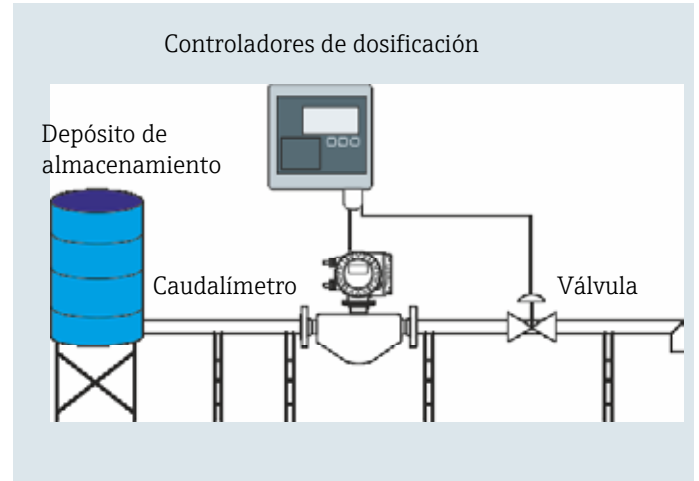 Controladores de dosificación
Depósito de
almacenamiento
Caudalímetro
Válvula